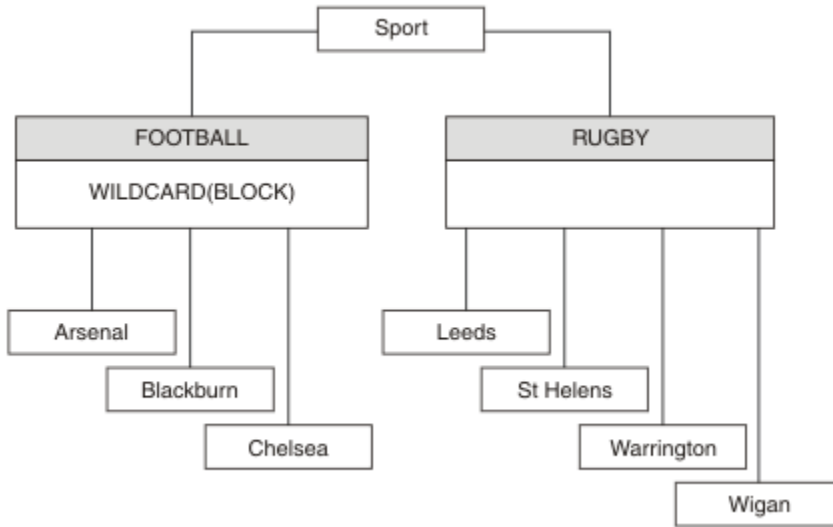 Sport
FOOTBALL
RUGBY
WILDCARD(BLOCK)
Arsenal
Leeds
Blackburn
St Helens
Chelsea
Warrington
Wigan